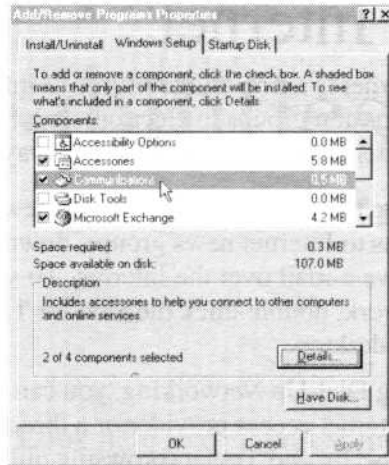 Add/Remove Programs Properties
Install/Uninstall Windows Setup Startup Disk
To add or remove a component, click the check box. A shaded box
means that only part of the component will be installed. To see
what's included in a component, click Details.
Components:
Accessibility Options 0.0 MB
Accessories 5.8 MB
Communications 0.5 MB
Disk Tools 0.0 MB
Microsoft Exchange 4.2 MB
Space required: 0.3 MB
Space available on disk: 107.0 MB
Description
Includes accessories to help you connect to other computers
and online services.
2 of 4 components selected
Details...
Have Disk...
OK Cancel Apply